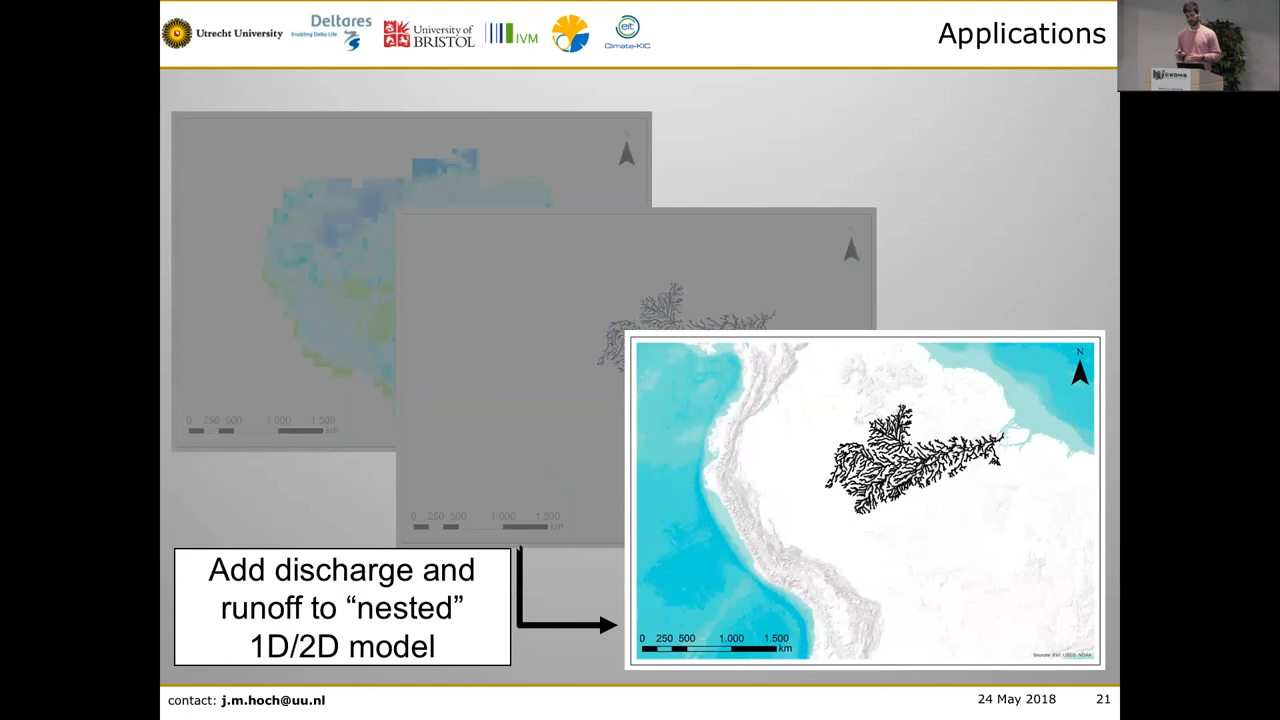 Utrecht University
Deltares
Enabling Delta Life
University of
BRISTOL
IVM
eit
Climate-KIC
Applications
CSDMS
0 250 500 1 000 1 500
km
0 250 500 1 000 1 500
km
N
0 250 500 1.000 1.500
km
Sources: Esri, USGS, NOAA
Add discharge and
runoff to “nested”
1D/2D model
contact: j.m.hoch@uu.nl
24 May 2018
21